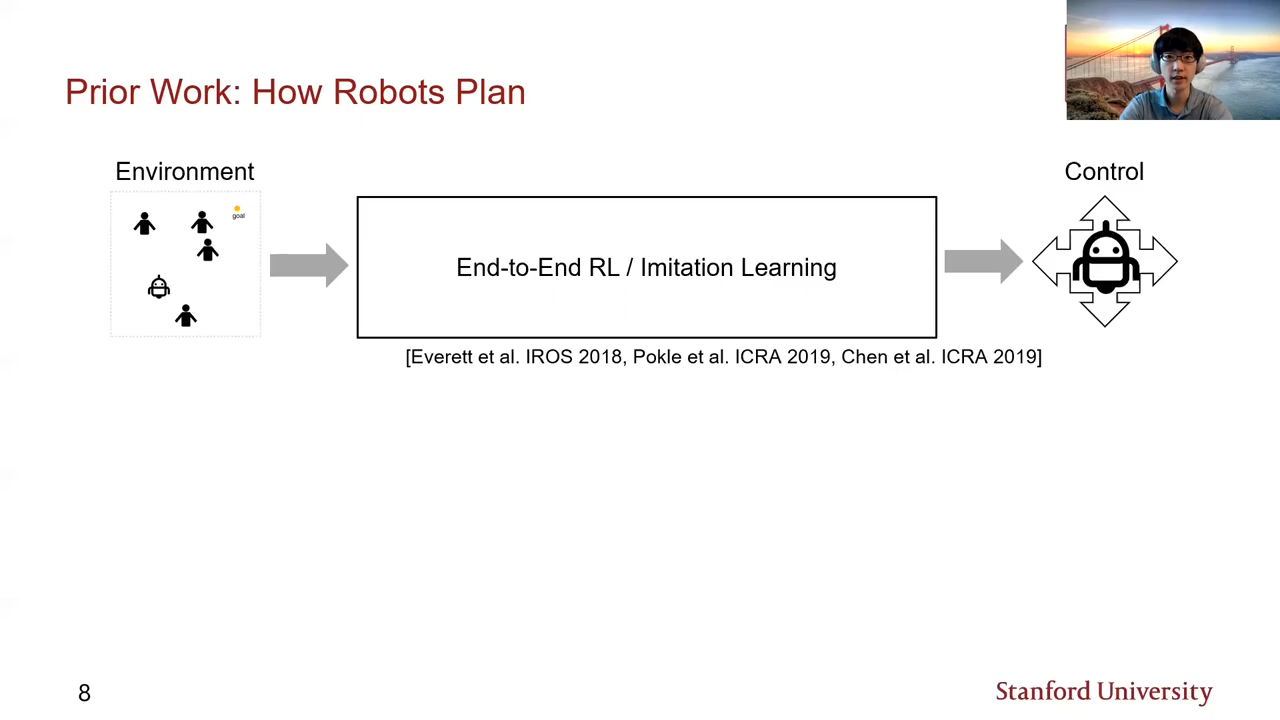 Prior Work: How Robots Plan
Environment
Control
goal
End-to-End RL / Imitation Learning
[Everett et al. IROS 2018, Pokle et al. ICRA 2019, Chen et al. ICRA 2019]
8
Stanford University